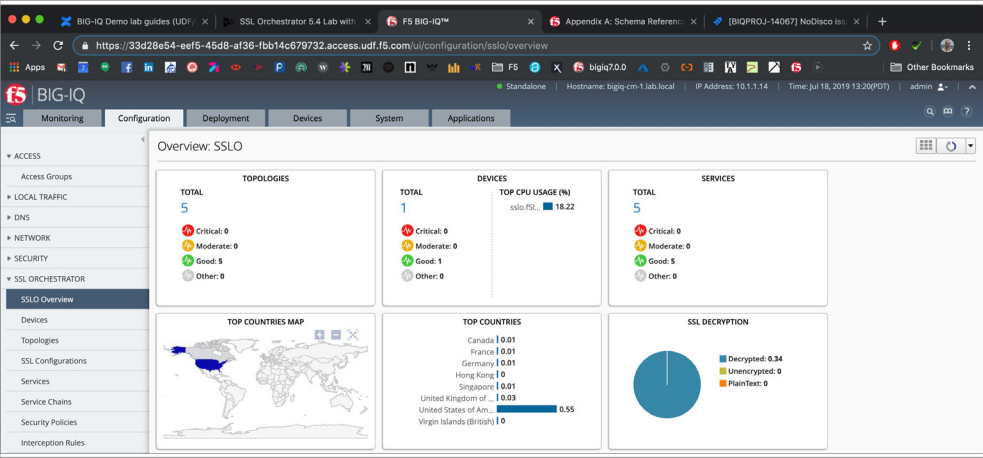 BIG-IQ Demo lab guides (UDF/
SSL Orchestrator 5.4 Lab with
F5 BIG-IQ™
Appendix A: Schema Reference
[BIQPROJ-14067] NoDisco iss
https://33d28e54-eef5-45d8-af36-fbb14c679732.access.udf.f5.com/ui/configuration/sslo/overview
Apps
F5
bigiq7.0.0
Other Bookmarks
BIG-IQ
Standalone | Hostname: bigiq-cm-1.lab.local | IP Address: 10.1.1.14 | Time: Jul 18, 2019 13:20(PDT) | admin
Monitoring Configuration Deployment Devices System Applications
Overview: SSLO
ACCESS
Access Groups
LOCAL TRAFFIC
DNS
NETWORK
SECURITY
SSL ORCHESTRATOR
SSLO Overview
Devices
Topologies
SSL Configurations
Services
Service Chains
Security Policies
Interception Rules
TOPOLOGIES
TOTAL
5
Critical: 0
Moderate: 0
Good: 5
Other: 0
DEVICES
TOTAL
1
Critical: 0
Moderate: 0
Good: 1
Other: 0
TOP CPU USAGE (%)
sslo.f5l... 18.22
SERVICES
TOTAL
5
Critical: 0
Moderate: 0
Good: 5
Other: 0
TOP COUNTRIES MAP
TOP COUNTRIES
Canada 0.01
France 0.01
Germany 0.01
Hong Kong 0
Singapore 0.01
United Kingdom of ... 0.03
United States of Am... 0.55
Virgin Islands (British) 0
SSL DECRYPTION
Decrypted: 0.34
Unencrypted: 0
PlainText: 0